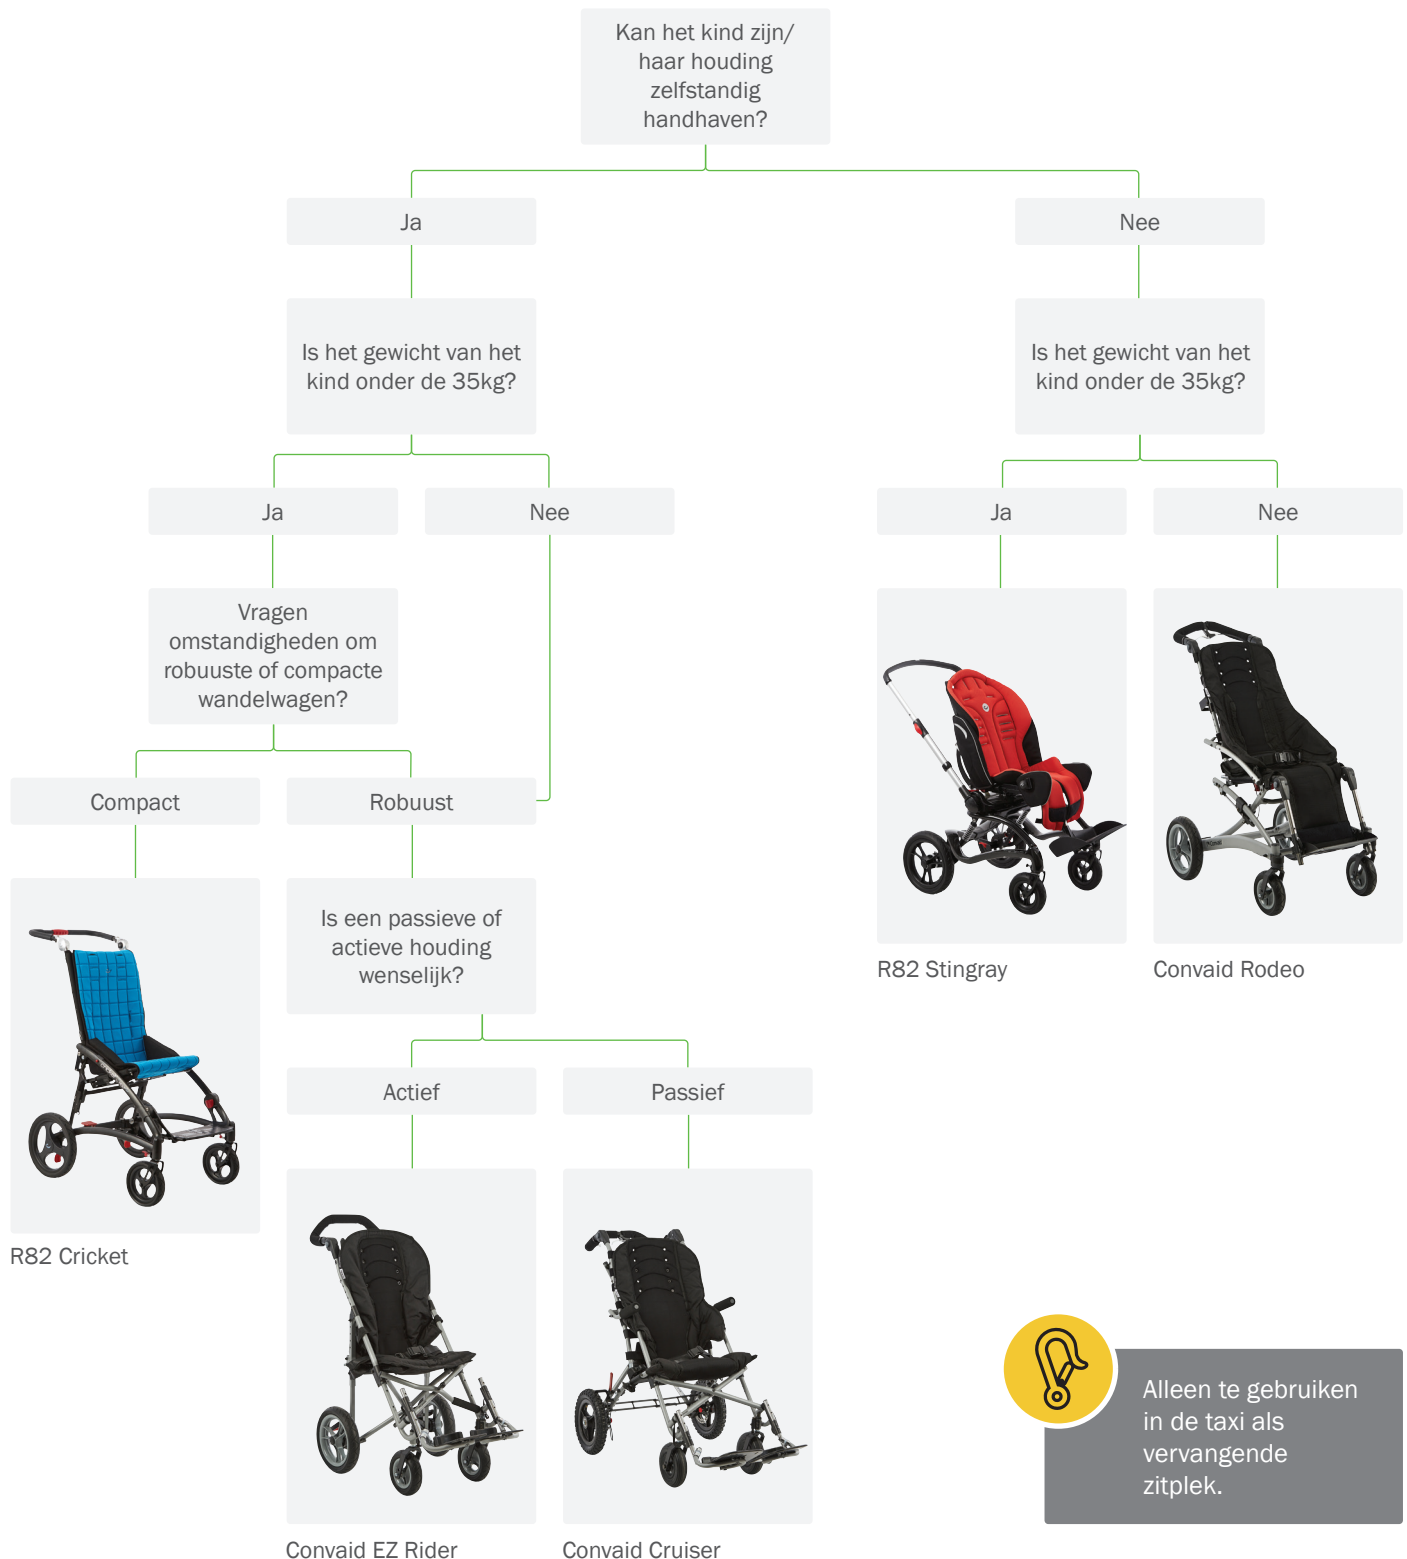 Kan het kind zijn/
haar houding
zelfstandig
handhaven?
Ja
Nee
Is het gewicht van het
kind onder de 35kg?
Is het gewicht van het
kind onder de 35kg?
Ja
Nee
Ja
Nee
Vragen
omstandigheden om
robuuste of compacte
wandelwagen?
Compact
Robuust
Is een passieve of
actieve houding
wenselijk?
R82 Stingray
Convaid Rodeo
Actief
Passief
R82 Cricket
Alleen te gebruiken
in de taxi als
vervangende
zitplek.
Convaid EZ Rider
Convaid Cruiser